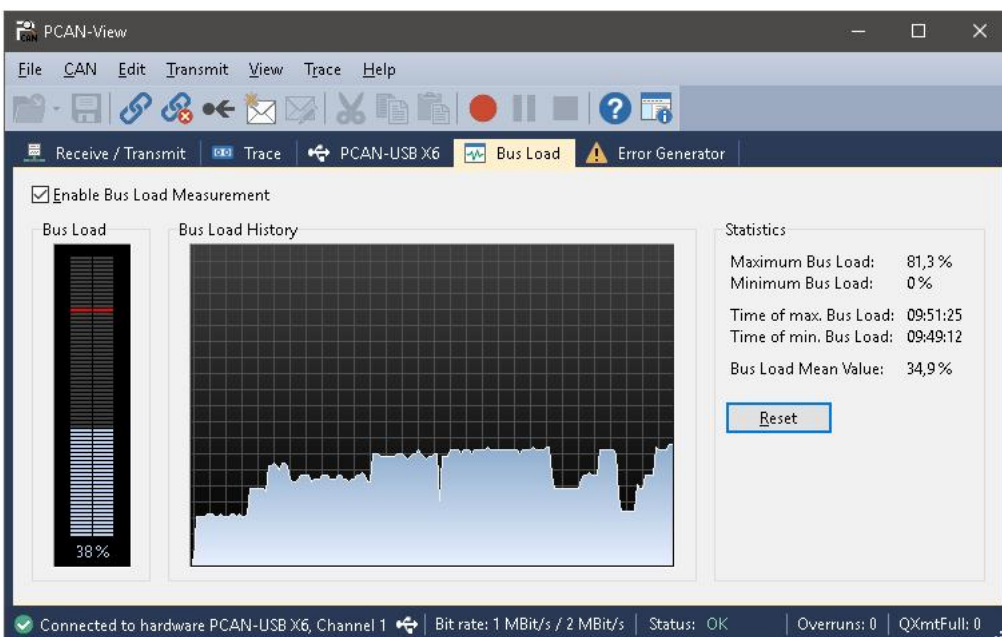 PCAN-View
File CAN Edit Transmit View Trace Help
Receive / Transmit Trace PCAN-USB X6 Bus Load Error Generator
Enable Bus Load Measurement
Bus Load
38 %
Bus Load History
Statistics
Maximum Bus Load: 81,3 %
Minimum Bus Load: 0 %
Time of max. Bus Load: 09:51:25
Time of min. Bus Load: 09:49:12
Bus Load Mean Value: 34,9 %
Reset
Connected to hardware PCAN-USB X6, Channel 1 Bit rate: 1 MBit/s / 2 MBit/s Status: OK Overruns: 0 QXmtFull: 0